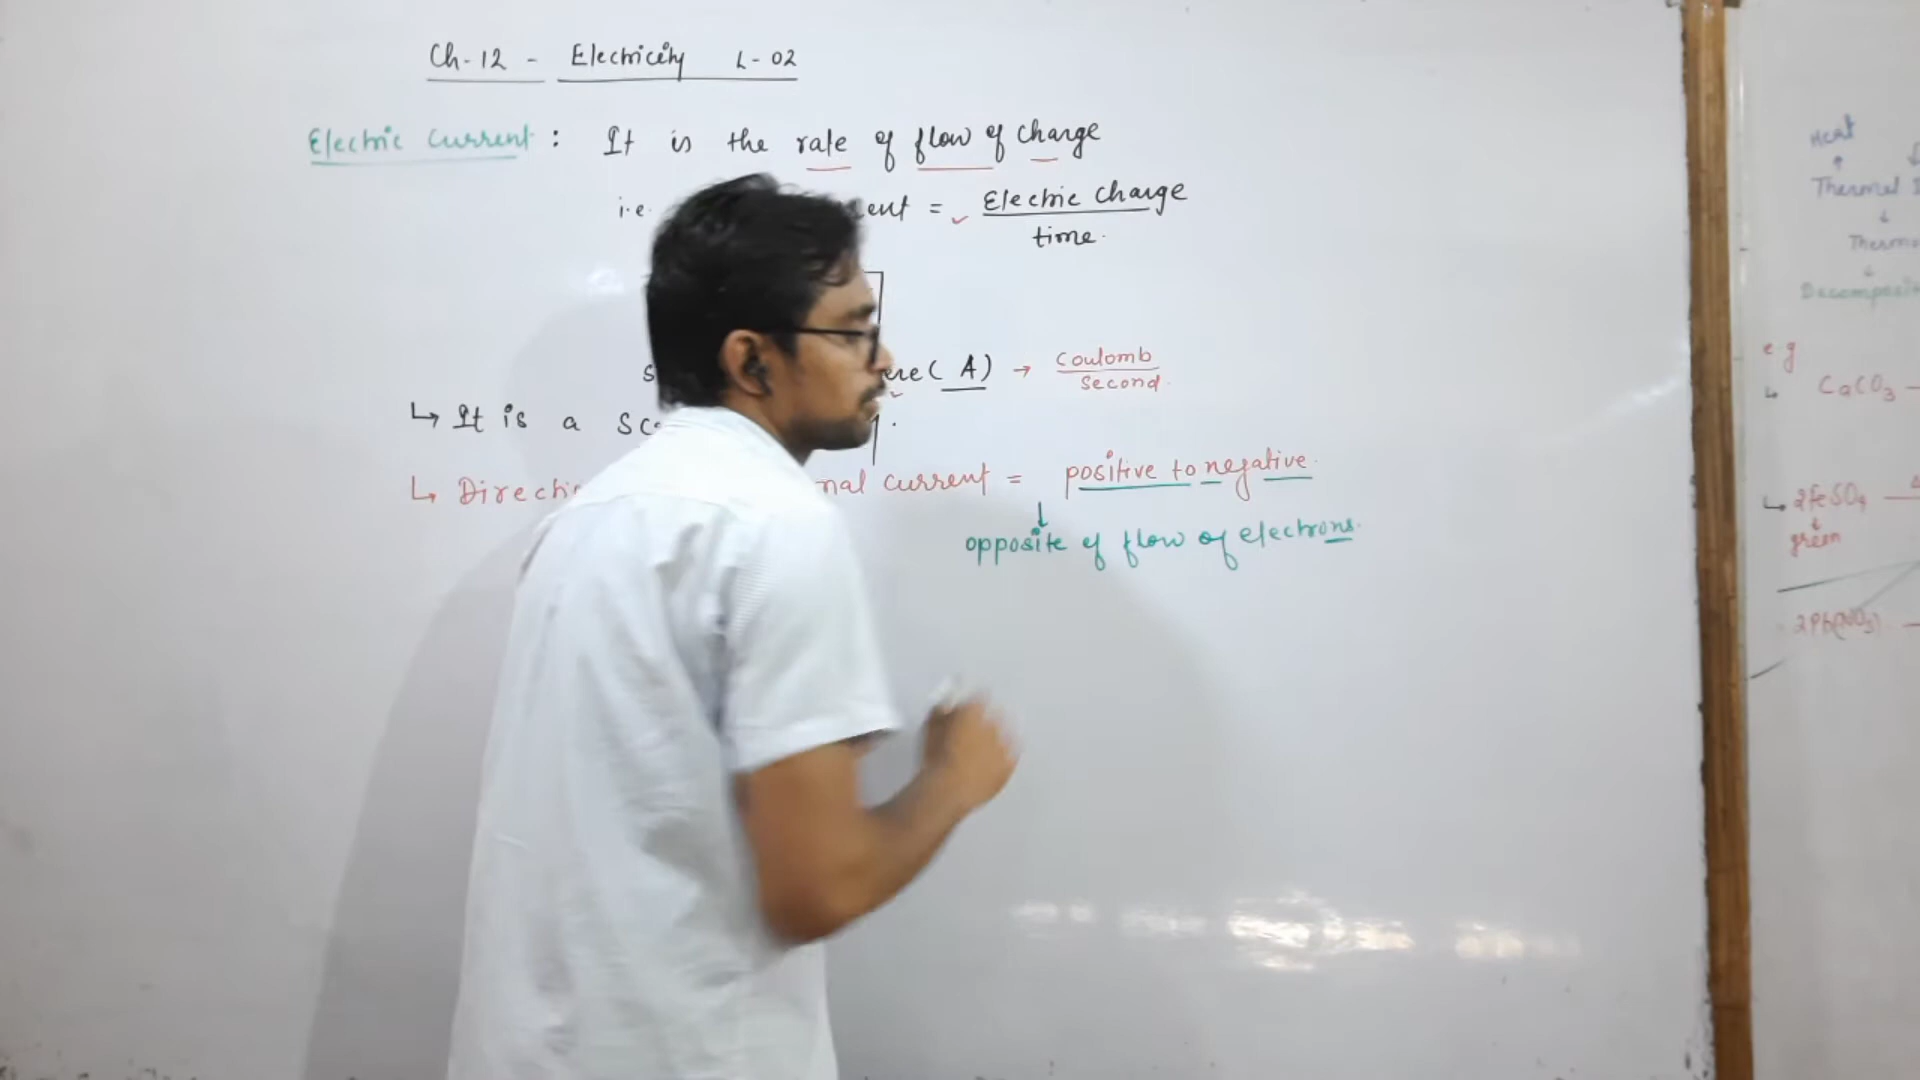 Ch-12 - Electricity L-02
Electric Current : It is the rate of flow of charge
i.e. ent = Electric charge
time.
ere ( A ) → Coulomb
Second.
↳ It is a Sc
↳ Directi nal current = positive to negative.
↓
opposite of flow of electrons.
Heat
↑
Thermal
↓
Therm
↓
Decomposit
e.g
↳ CaCO3 –
↳ 2FeSO4
↓
green
2Pb(NO3) –